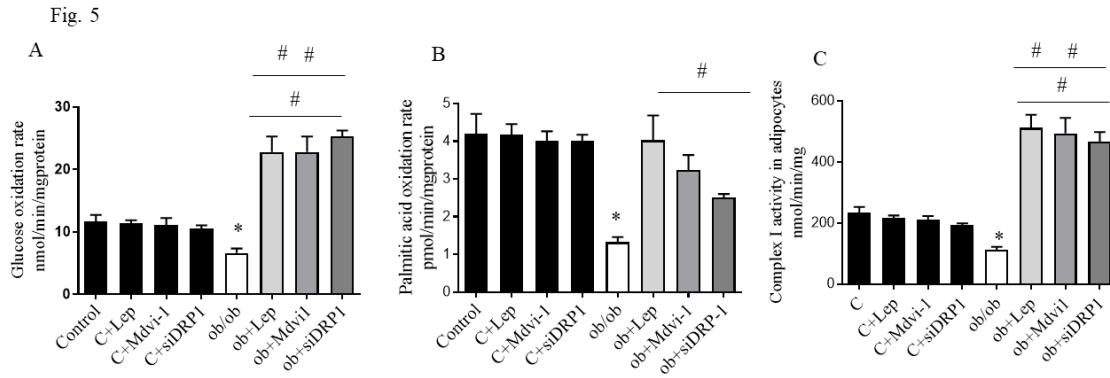 Fig. 5
A
# #
#
Glucose oxidation rate
nmol/min/mgprotein
30
20
10
0
*
Control
C+Lep
C+Mdvi-1
C+siDRP1
ob/ob
ob+Lep
ob+Mdvi1
ob+siDRP1
B
#
Palmitic acid oxidation rate
pmol/min/mgprotein
5
4
3
2
1
0
*
Control
C+Lep
C+Mdvi-1
C+siDRP1
ob/ob
ob+Lep
ob+Mdvi-1
ob+siDRP-1
C
# #
#
Complex I activity in adipocytes
nmol/min/mg
600
400
200
0
*
C
C+Lep
C+Mdvi-1
C+siDRP1
ob/ob
ob+Lep
ob+Mdvi1
ob+siDRP1